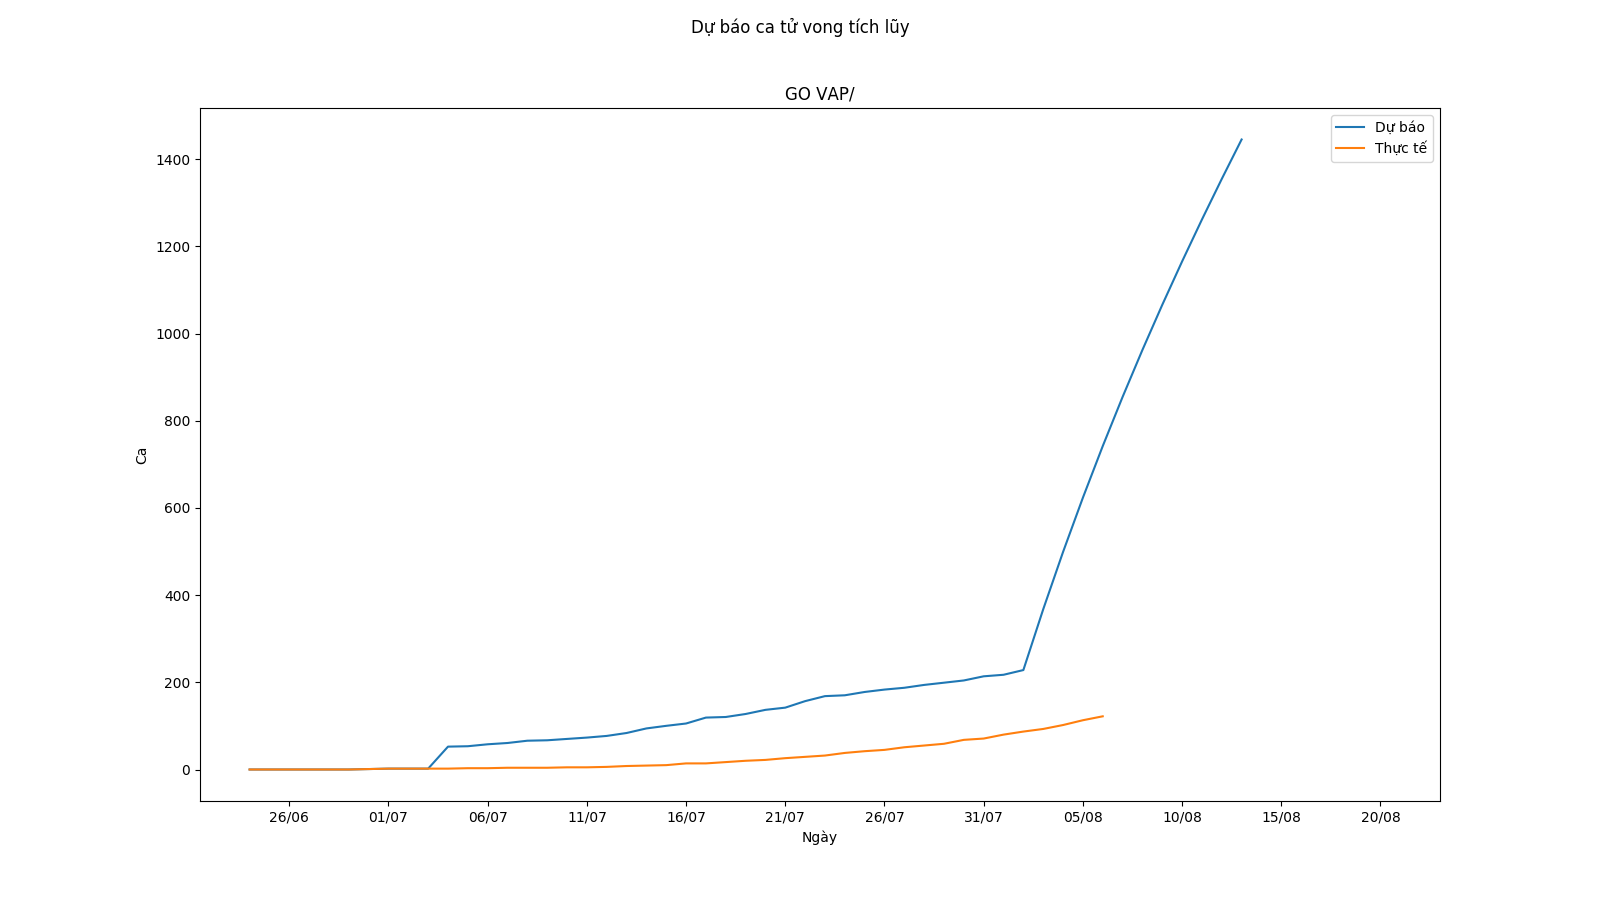 Dự báo ca tử vong tích lũy
GO VAP/
Dự báo
Thực tế
1400
1200
1000
800
600
400
200
0
Ca
26/06 01/07 06/07 11/07 16/07 21/07 26/07 31/07 05/08 10/08 15/08 20/08
Ngày